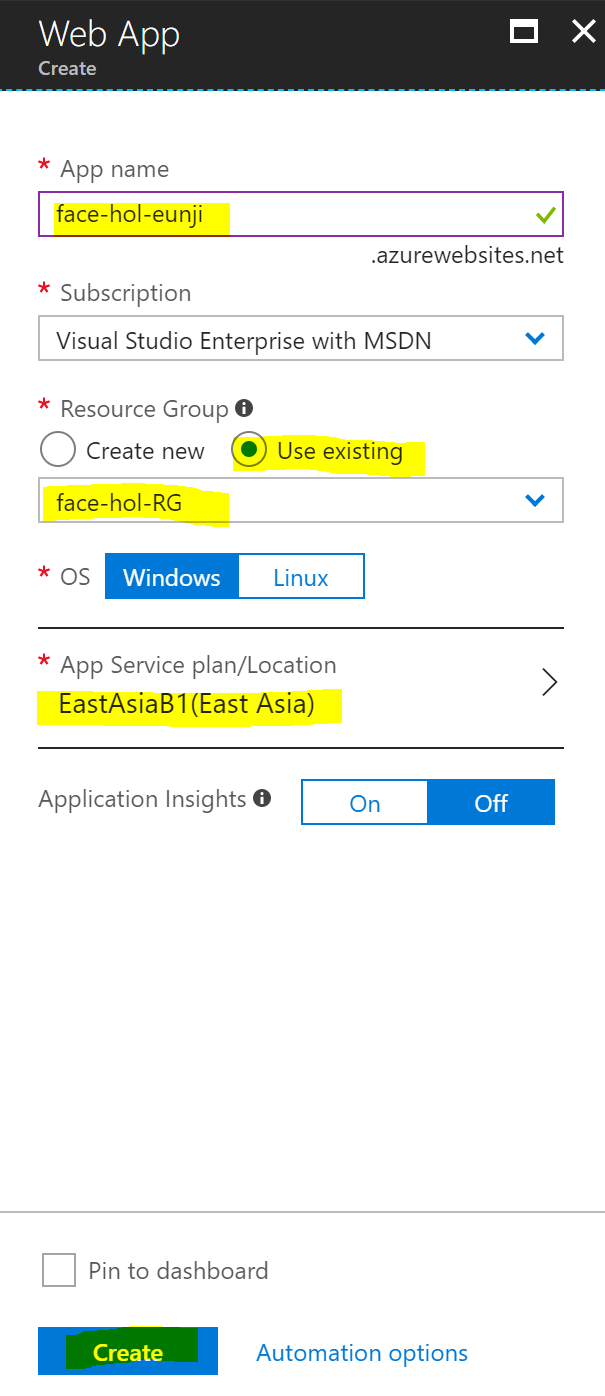 Web App
Create
* App name
face-hol-eunji
.azurewebsites.net
* Subscription
Visual Studio Enterprise with MSDN
* Resource Group
Create new Use existing
face-hol-RG
* OS Windows Linux
* App Service plan/Location
EastAsiaB1(East Asia)
Application Insights On Off
Pin to dashboard
Create Automation options